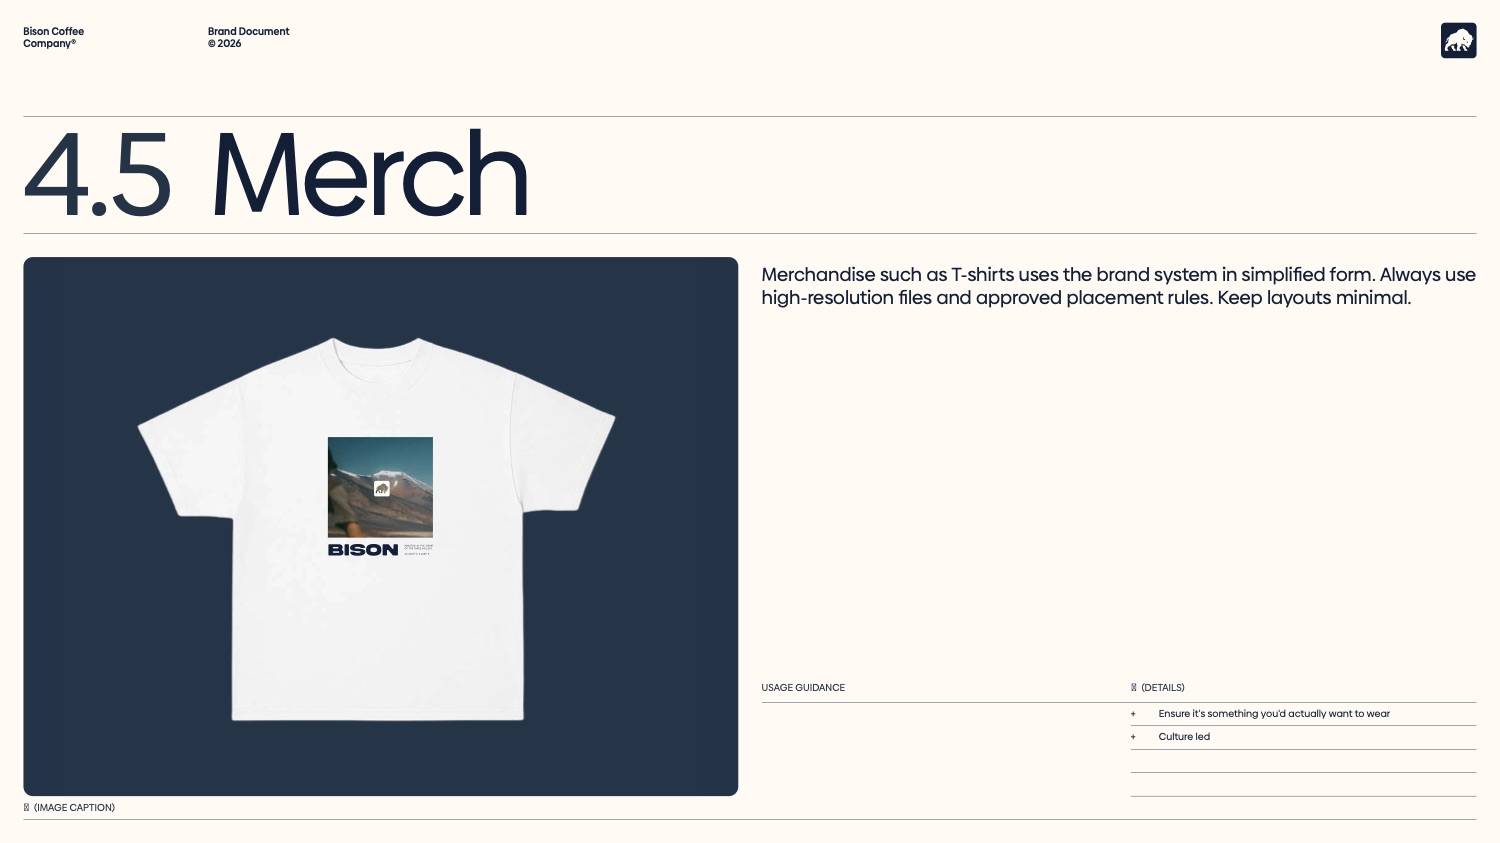 Bison Coffee
Company®
Brand Document
© 2026
4.5 Merch
Merchandise such as T-shirts uses the brand system in simplified form. Always use
high-resolution files and approved placement rules. Keep layouts minimal.
BISON
USAGE GUIDANCE
(DETAILS)
+ Ensure it's something you'd actually want to wear
+ Culture led
(IMAGE CAPTION)